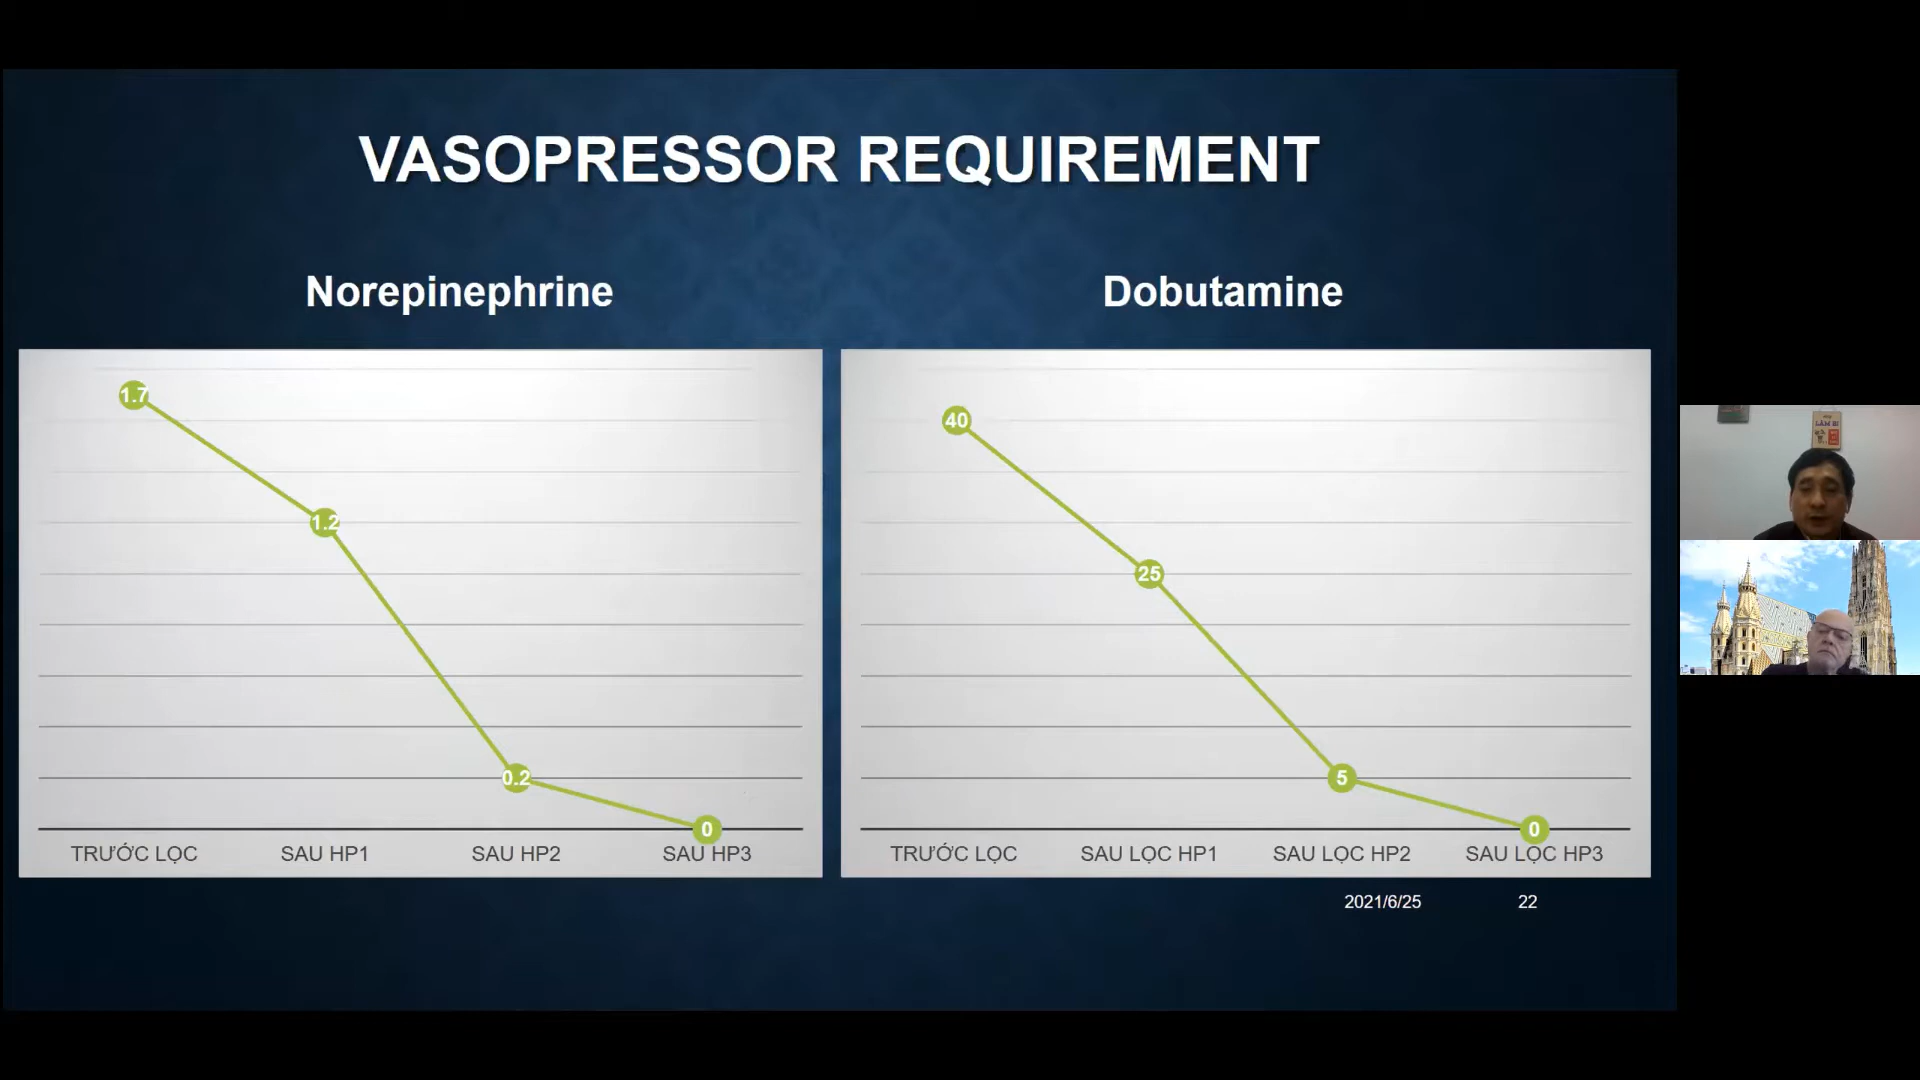 VASOPRESSOR REQUIREMENT
Norepinephrine
1.7
1.2
0.2
0
TRƯỚC LỌC SAU HP1 SAU HP2 SAU HP3
Dobutamine
40
25
5
0
TRƯỚC LỌC SAU LỌC HP1 SAU LỌC HP2 SAU LỌC HP3
2021/6/25 22
LÀM BI